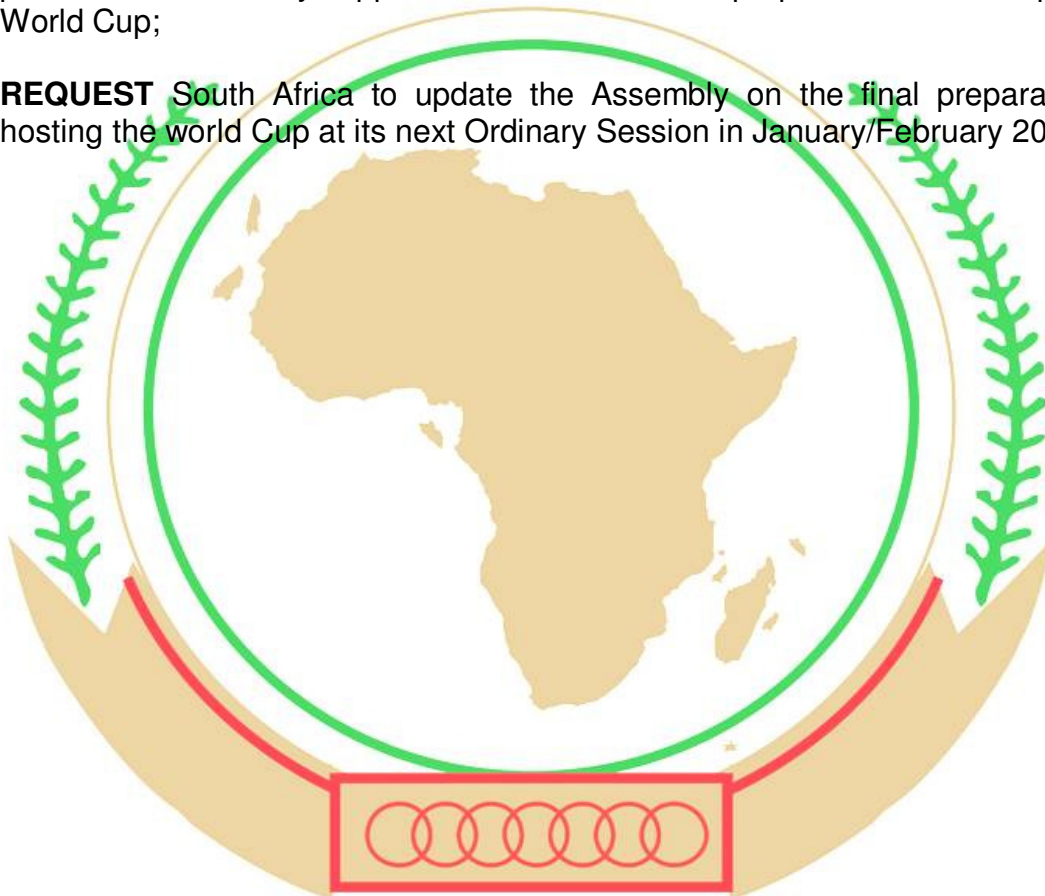 World Cup;
REQUEST South Africa to update the Assembly on the final prepara
hosting the world Cup at its next Ordinary Session in January/February 20